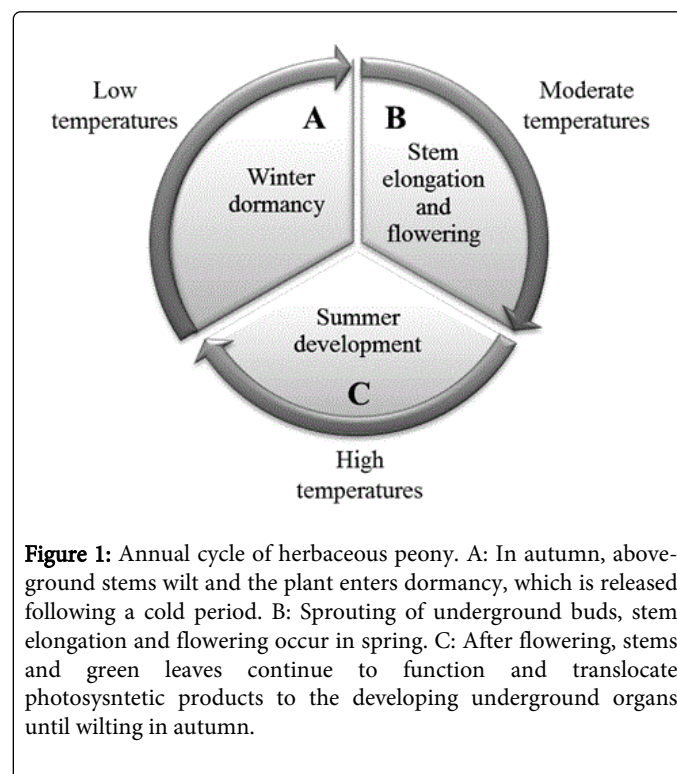 Low
temperatures
Moderate
temperatures
A
B
Winter
dormancy
Stem
elongation
and
flowering
Summer
development
C
High
temperatures
Figure 1: Annual cycle of herbaceous peony. A: In autumn, above-
ground stems wilt and the plant enters dormancy, which is released
following a cold period. B: Sprouting of underground buds, stem
elongation and flowering occur in spring. C: After flowering, stems
and green leaves continue to function and translocate
photosysntetic products to the developing underground organs
until wilting in autumn.